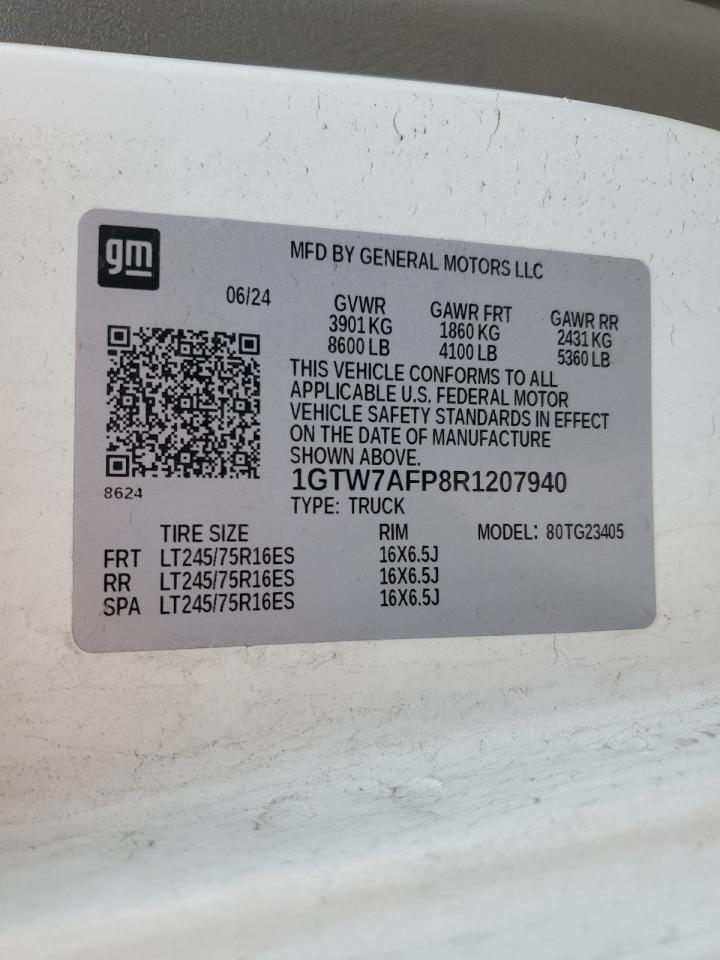 gm
MFD BY GENERAL MOTORS LLC
06/24
GVWR GAWR FRT GAWR RR
3901 KG 1860 KG 2431 KG
8600 LB 4100 LB 5360 LB
THIS VEHICLE CONFORMS TO ALL
APPLICABLE U.S. FEDERAL MOTOR
VEHICLE SAFETY STANDARDS IN EFFECT
ON THE DATE OF MANUFACTURE
SHOWN ABOVE.
1GTW7AFP8R1207940
8624
TYPE: TRUCK
TIRE SIZE RIM MODEL: 80TG23405
FRT LT245/75R16ES 16X6.5J
RR LT245/75R16ES 16X6.5J
SPA LT245/75R16ES 16X6.5J